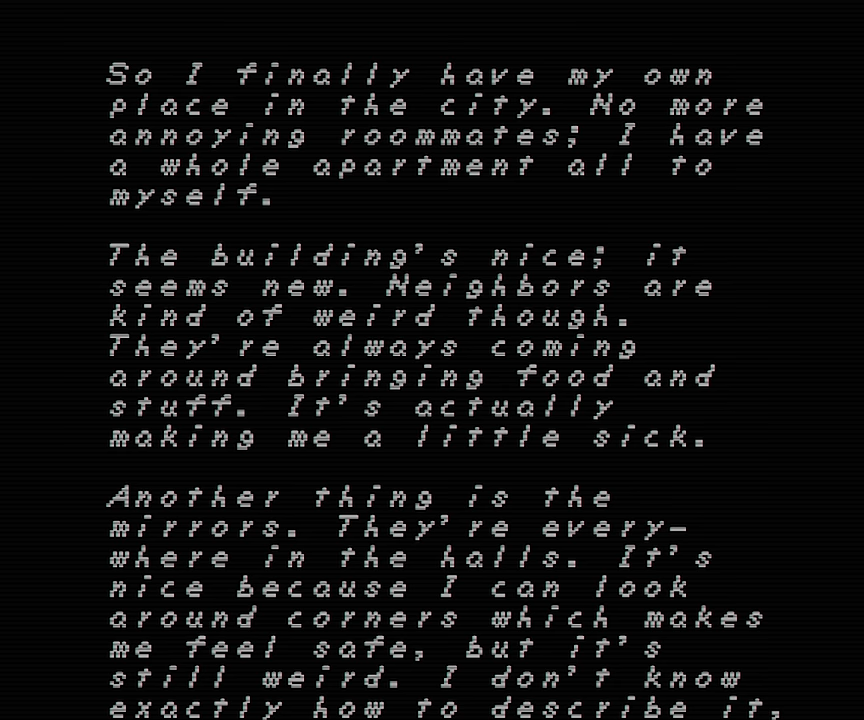 So I finally have my own
place in the city. No more
annoying roommates; I have
a whole apartment all to
myself.
The building's nice; it
seems new. Neighbors are
kind of weird though.
They're always coming
around bringing food and
stuff. It's actually
making me a little sick.
Another thing is the
mirrors. They're every-
where in the halls. It's
nice because I can look
around corners which makes
me feel safe, but it's
still weird. I don't know
exactly how to describe it,